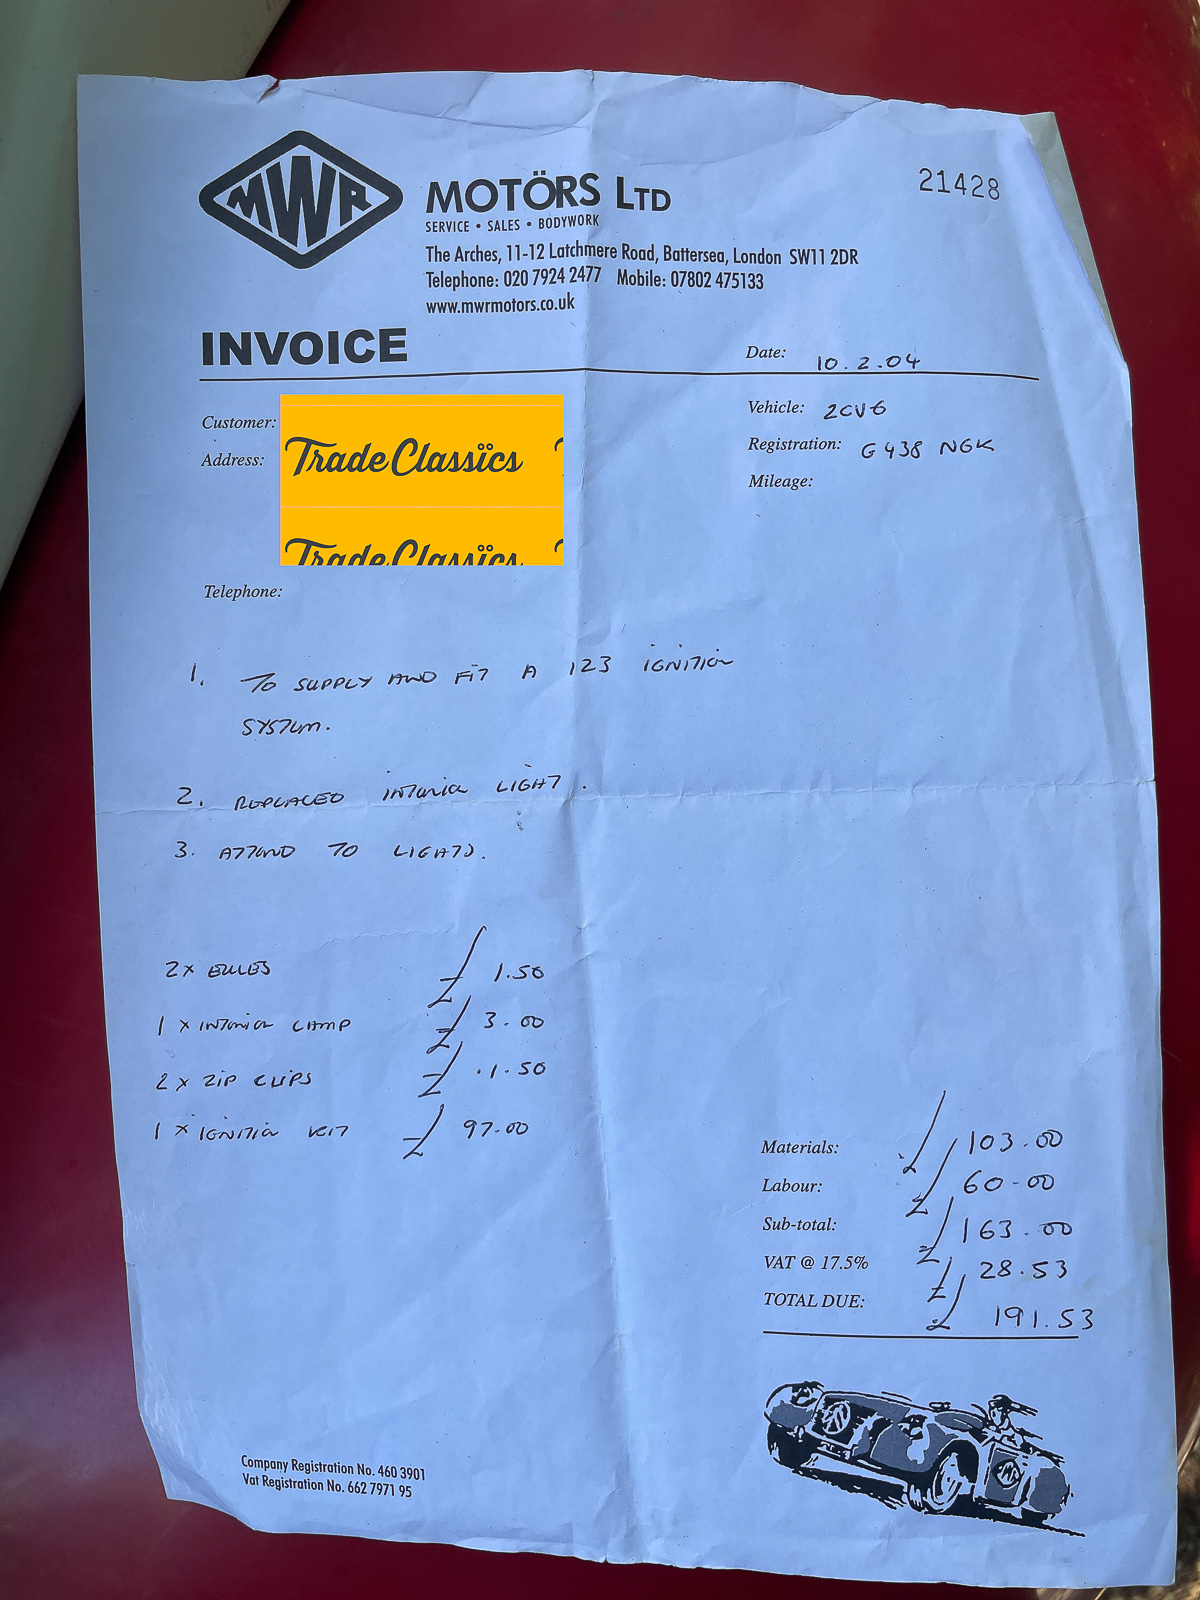 MWR
MOTÖRS LTD
SERVICE • SALES • BODYWORK
21428
The Arches, 11-12 Latchmere Road, Battersea, London SW11 2DR
Telephone: 020 7924 2477 Mobile: 07802 475133
www.mwrmotors.co.uk
INVOICE
Date: 10.2.04
Customer:
Address:
Trade Classics
Trade Classics
Vehicle: 2CV6
Registration: G438 NGK
Mileage:
Telephone:
1. TO SUPPLY AND FIT A 123 IGNITION
SYSTEM.
2. REPLACED INTERIOR LIGHT.
3. ATTEND TO LIGHTS.
2 x BULBS £ 1.50
1 x INTERIOR LAMP £ 3.00
2 x ZIP CLIPS £ 1.50
1 x IGNITION KIT £ 97.00
Materials: £ 103.00
Labour: £ 60-00
Sub-total: £ 163.00
VAT @ 17.5% £ 28.53
TOTAL DUE: £ 191.53
Company Registration No. 460 3901
Vat Registration No. 662 7971 95